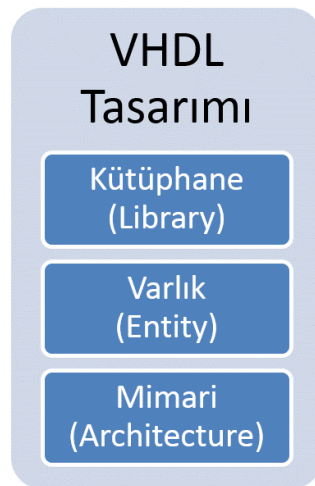 VHDL
Tasarımı
Kütüphane
(Library)
Varlık
(Entity)
Mimari
(Architecture)